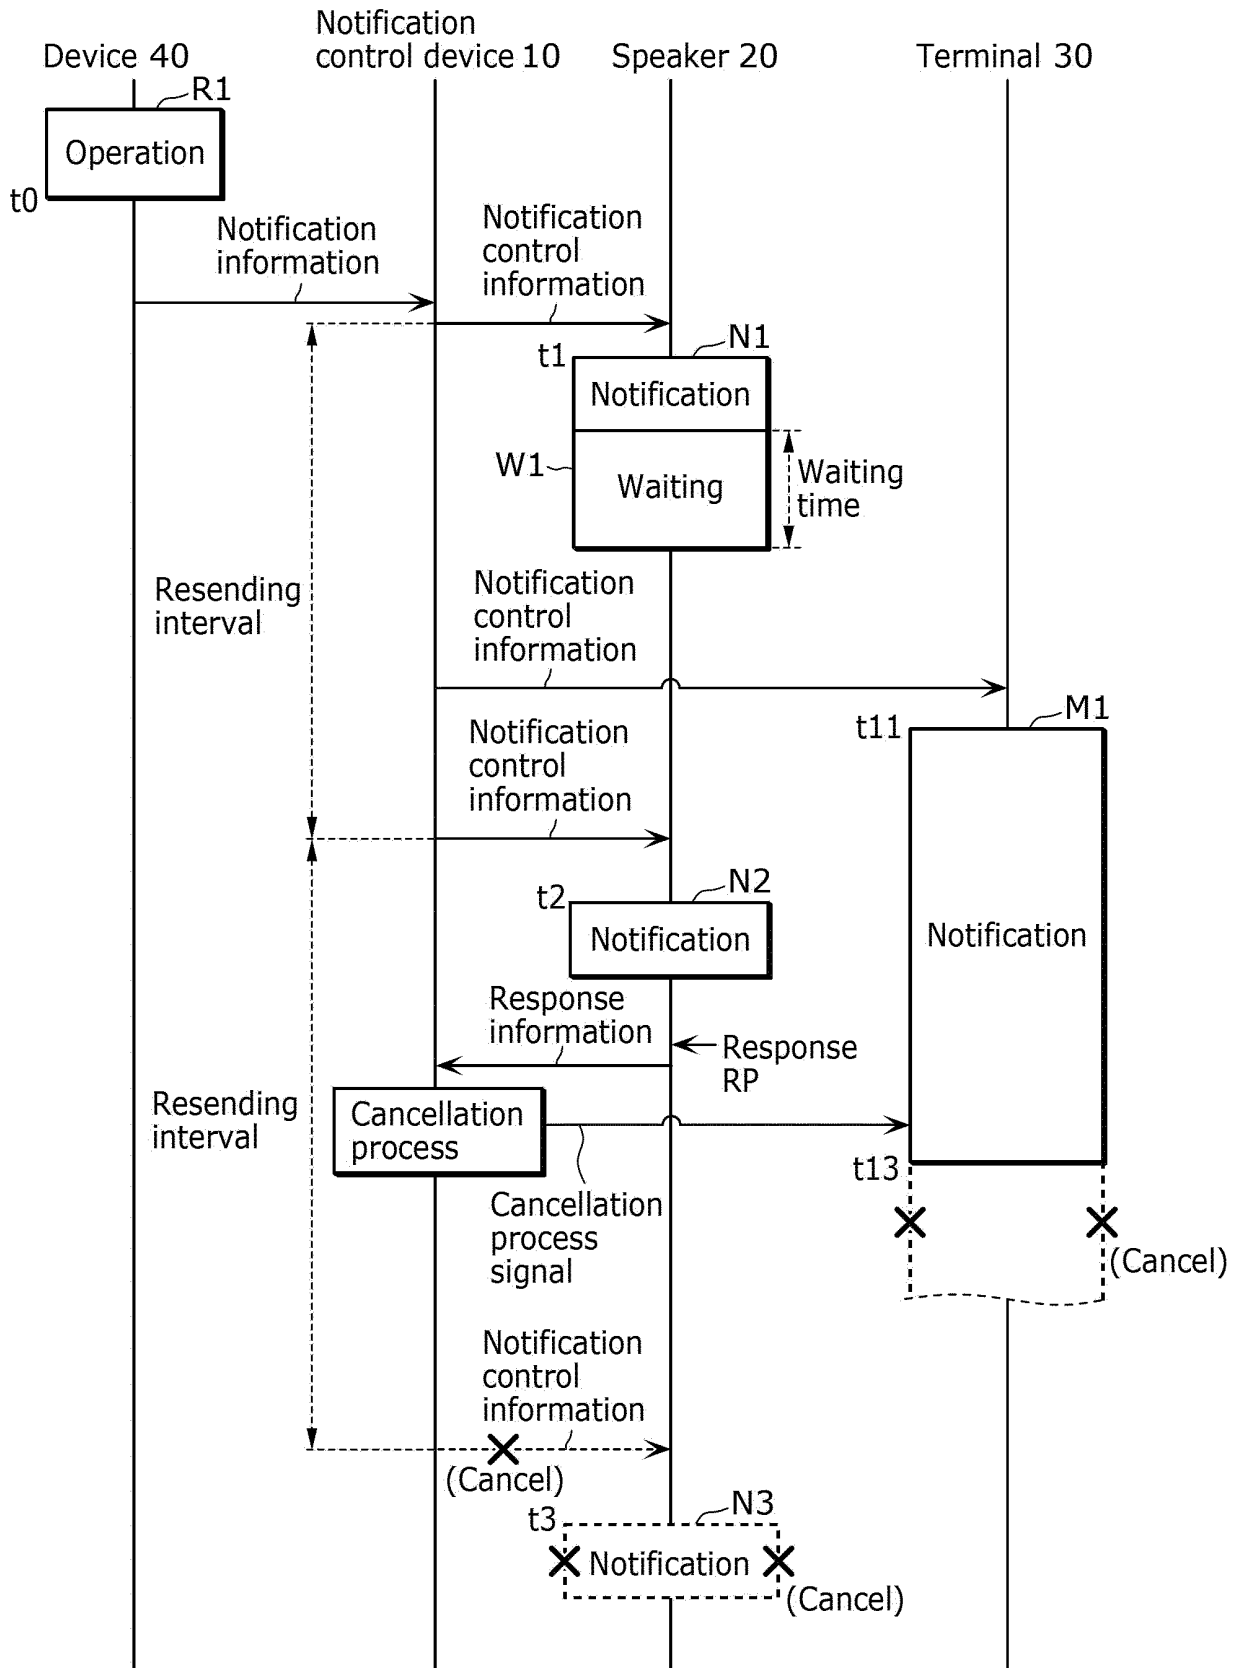 Device 40
Notification
control device 10
Speaker 20
Terminal 30
R1
Operation
t0
Notification
information
Notification
control
information
N1
t1
Notification
W1
Waiting
Waiting
time
Resending
interval
Notification
control
information
M1
t11
Notification
Notification
control
information
N2
t2
Notification
Response
information
Response
RP
Resending
interval
Cancellation
process
t13
Cancellation
process
signal
(Cancel)
Notification
control
information
(Cancel)
N3
t3
Notification
(Cancel)